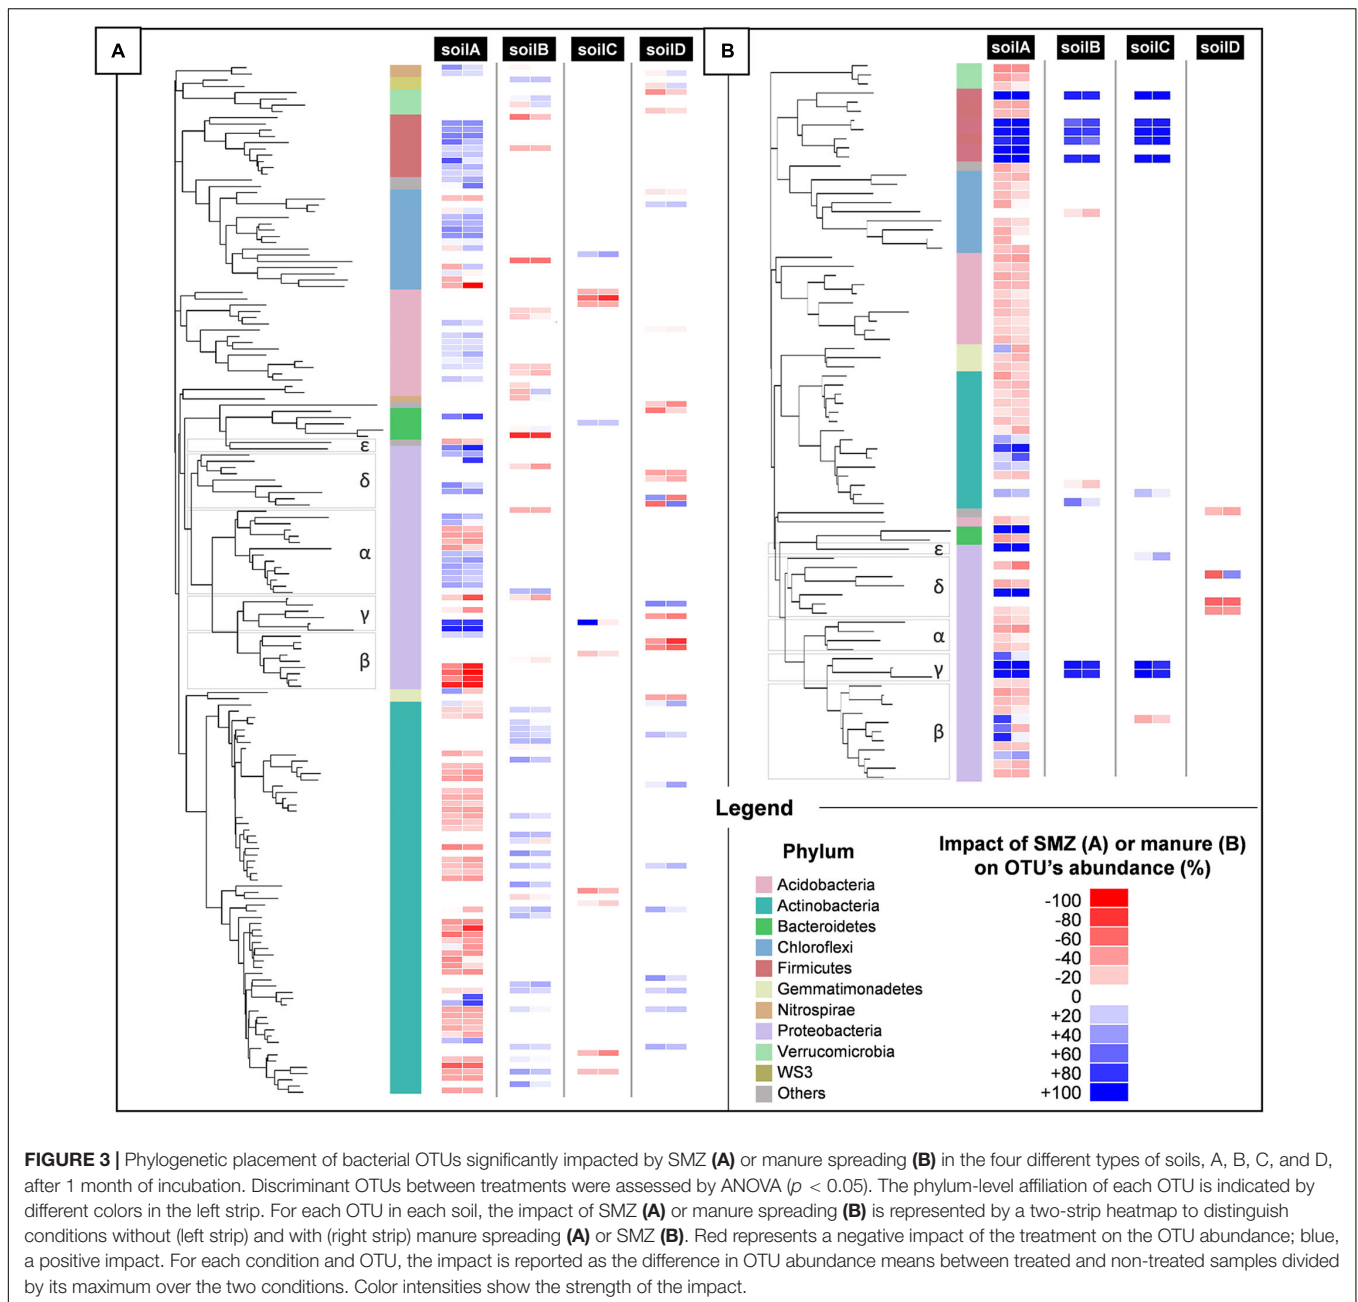 A
soilA soilB soilC soilD
ε
δ
α
γ
β
B
soilA soilB soilC soilD
ε
δ
α
γ
β
Legend
Phylum
Acidobacteria
Actinobacteria
Bacteroidetes
Chloroflexi
Firmicutes
Gemmatimonadetes
Nitrospirae
Proteobacteria
Verrucomicrobia
WS3
Others
Impact of SMZ (A) or manure (B)
on OTU's abundance (%)
-100
-80
-60
-40
-20
0
+20
+40
+60
+80
+100
FIGURE 3 | Phylogenetic placement of bacterial OTUs significantly impacted by SMZ (A) or manure spreading (B) in the four different types of soils, A, B, C, and D,
after 1 month of incubation. Discriminant OTUs between treatments were assessed by ANOVA (p < 0.05). The phylum-level affiliation of each OTU is indicated by
different colors in the left strip. For each OTU in each soil, the impact of SMZ (A) or manure spreading (B) is represented by a two-strip heatmap to distinguish
conditions without (left strip) and with (right strip) manure spreading (A) or SMZ (B). Red represents a negative impact of the treatment on the OTU abundance; blue,
a positive impact. For each condition and OTU, the impact is reported as the difference in OTU abundance means between treated and non-treated samples divided
by its maximum over the two conditions. Color intensities show the strength of the impact.